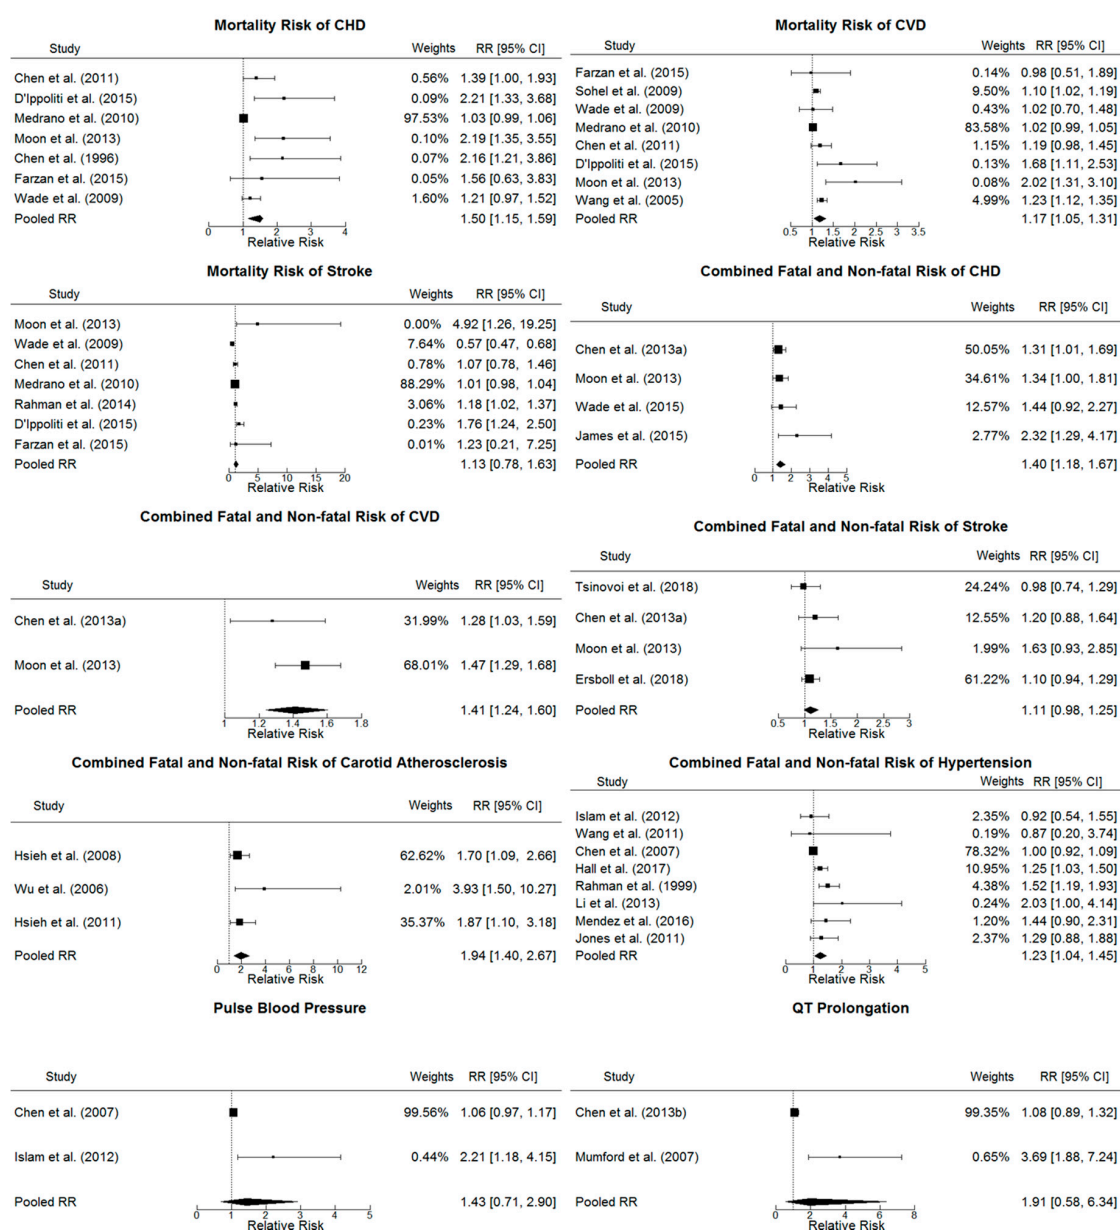 Mortality Risk of CHD
Study Weights RR [95% CI]
Chen et al. (2011) 0.56% 1.39 [1.00, 1.93]
D'Ippoliti et al. (2015) 0.09% 2.21 [1.33, 3.68]
Medrano et al. (2010) 97.53% 1.03 [0.99, 1.06]
Moon et al. (2013) 0.10% 2.19 [1.35, 3.55]
Chen et al. (1996) 0.07% 2.16 [1.21, 3.86]
Farzan et al. (2015) 0.05% 1.56 [0.63, 3.83]
Wade et al. (2009) 1.60% 1.21 [0.97, 1.52]
Pooled RR 1.50 [1.15, 1.59]
0 1 2 3 4
Relative Risk
Mortality Risk of CVD
Study Weights RR [95% CI]
Farzan et al. (2015) 0.14% 0.98 [0.51, 1.89]
Sohel et al. (2009) 9.50% 1.10 [1.02, 1.19]
Wade et al. (2009) 0.43% 1.02 [0.70, 1.48]
Medrano et al. (2010) 83.58% 1.02 [0.99, 1.05]
Chen et al. (2011) 1.15% 1.19 [0.98, 1.45]
D'Ippoliti et al. (2015) 0.13% 1.68 [1.11, 2.53]
Moon et al. (2013) 0.08% 2.02 [1.31, 3.10]
Wang et al. (2005) 4.99% 1.23 [1.12, 1.35]
Pooled RR 1.17 [1.05, 1.31]
0.5 1 1.5 2 2.5 3 3.5
Relative Risk
Mortality Risk of Stroke
Study Weights RR [95% CI]
Moon et al. (2013) 0.00% 4.92 [1.26, 19.25]
Wade et al. (2009) 7.64% 0.57 [0.47, 0.68]
Chen et al. (2011) 0.78% 1.07 [0.78, 1.46]
Medrano et al. (2010) 88.29% 1.01 [0.98, 1.04]
Rahman et al. (2014) 3.06% 1.18 [1.02, 1.37]
D'Ippoliti et al. (2015) 0.23% 1.76 [1.24, 2.50]
Farzan et al. (2015) 0.01% 1.23 [0.21, 7.25]
Pooled RR 1.13 [0.78, 1.63]
0 5 10 15 20
Relative Risk
Combined Fatal and Non-fatal Risk of CHD
Study Weights RR [95% CI]
Chen et al. (2013a) 50.05% 1.31 [1.01, 1.69]
Moon et al. (2013) 34.61% 1.34 [1.00, 1.81]
Wade et al. (2015) 12.57% 1.44 [0.92, 2.27]
James et al. (2015) 2.77% 2.32 [1.29, 4.17]
Pooled RR 1.40 [1.18, 1.67]
0 1 2 3 4 5
Relative Risk
Combined Fatal and Non-fatal Risk of CVD
Study Weights RR [95% CI]
Chen et al. (2013a) 31.99% 1.28 [1.03, 1.59]
Moon et al. (2013) 68.01% 1.47 [1.29, 1.68]
Pooled RR 1.41 [1.24, 1.60]
1 1.2 1.4 1.6 1.8
Relative Risk
Combined Fatal and Non-fatal Risk of Stroke
Study Weights RR [95% CI]
Tsinovoi et al. (2018) 24.24% 0.98 [0.74, 1.29]
Chen et al. (2013a) 12.55% 1.20 [0.88, 1.64]
Moon et al. (2013) 1.99% 1.63 [0.93, 2.85]
Ersboll et al. (2018) 61.22% 1.10 [0.94, 1.29]
Pooled RR 1.11 [0.98, 1.25]
0.5 1 1.5 2 2.5 3
Relative Risk
Combined Fatal and Non-fatal Risk of Carotid Atherosclerosis
Study Weights RR [95% CI]
Hsieh et al. (2008) 62.62% 1.70 [1.09, 2.66]
Wu et al. (2006) 2.01% 3.93 [1.50, 10.27]
Hsieh et al. (2011) 35.37% 1.87 [1.10, 3.18]
Pooled RR 1.94 [1.40, 2.67]
0 2 4 6 8 10 12
Relative Risk
Combined Fatal and Non-fatal Risk of Hypertension
Study Weights RR [95% CI]
Islam et al. (2012) 2.35% 0.92 [0.54, 1.55]
Wang et al. (2011) 0.19% 0.87 [0.20, 3.74]
Chen et al. (2007) 78.32% 1.00 [0.92, 1.09]
Hall et al. (2017) 10.95% 1.25 [1.03, 1.50]
Rahman et al. (1999) 4.38% 1.52 [1.19, 1.93]
Li et al. (2013) 0.24% 2.03 [1.00, 4.14]
Mendez et al. (2016) 1.20% 1.44 [0.90, 2.31]
Jones et al. (2011) 2.37% 1.29 [0.88, 1.88]
Pooled RR 1.23 [1.04, 1.45]
0 1 2 3 4 5
Relative Risk
Pulse Blood Pressure
Study Weights RR [95% CI]
Chen et al. (2007) 99.56% 1.06 [0.97, 1.17]
Islam et al. (2012) 0.44% 2.21 [1.18, 4.15]
Pooled RR 1.43 [0.71, 2.90]
0 1 2 3 4 5
Relative Risk
QT Prolongation
Study Weights RR [95% CI]
Chen et al. (2013b) 99.35% 1.08 [0.89, 1.32]
Mumford et al. (2007) 0.65% 3.69 [1.88, 7.24]
Pooled RR 1.91 [0.58, 6.34]
0 2 4 6 8
Relative Risk